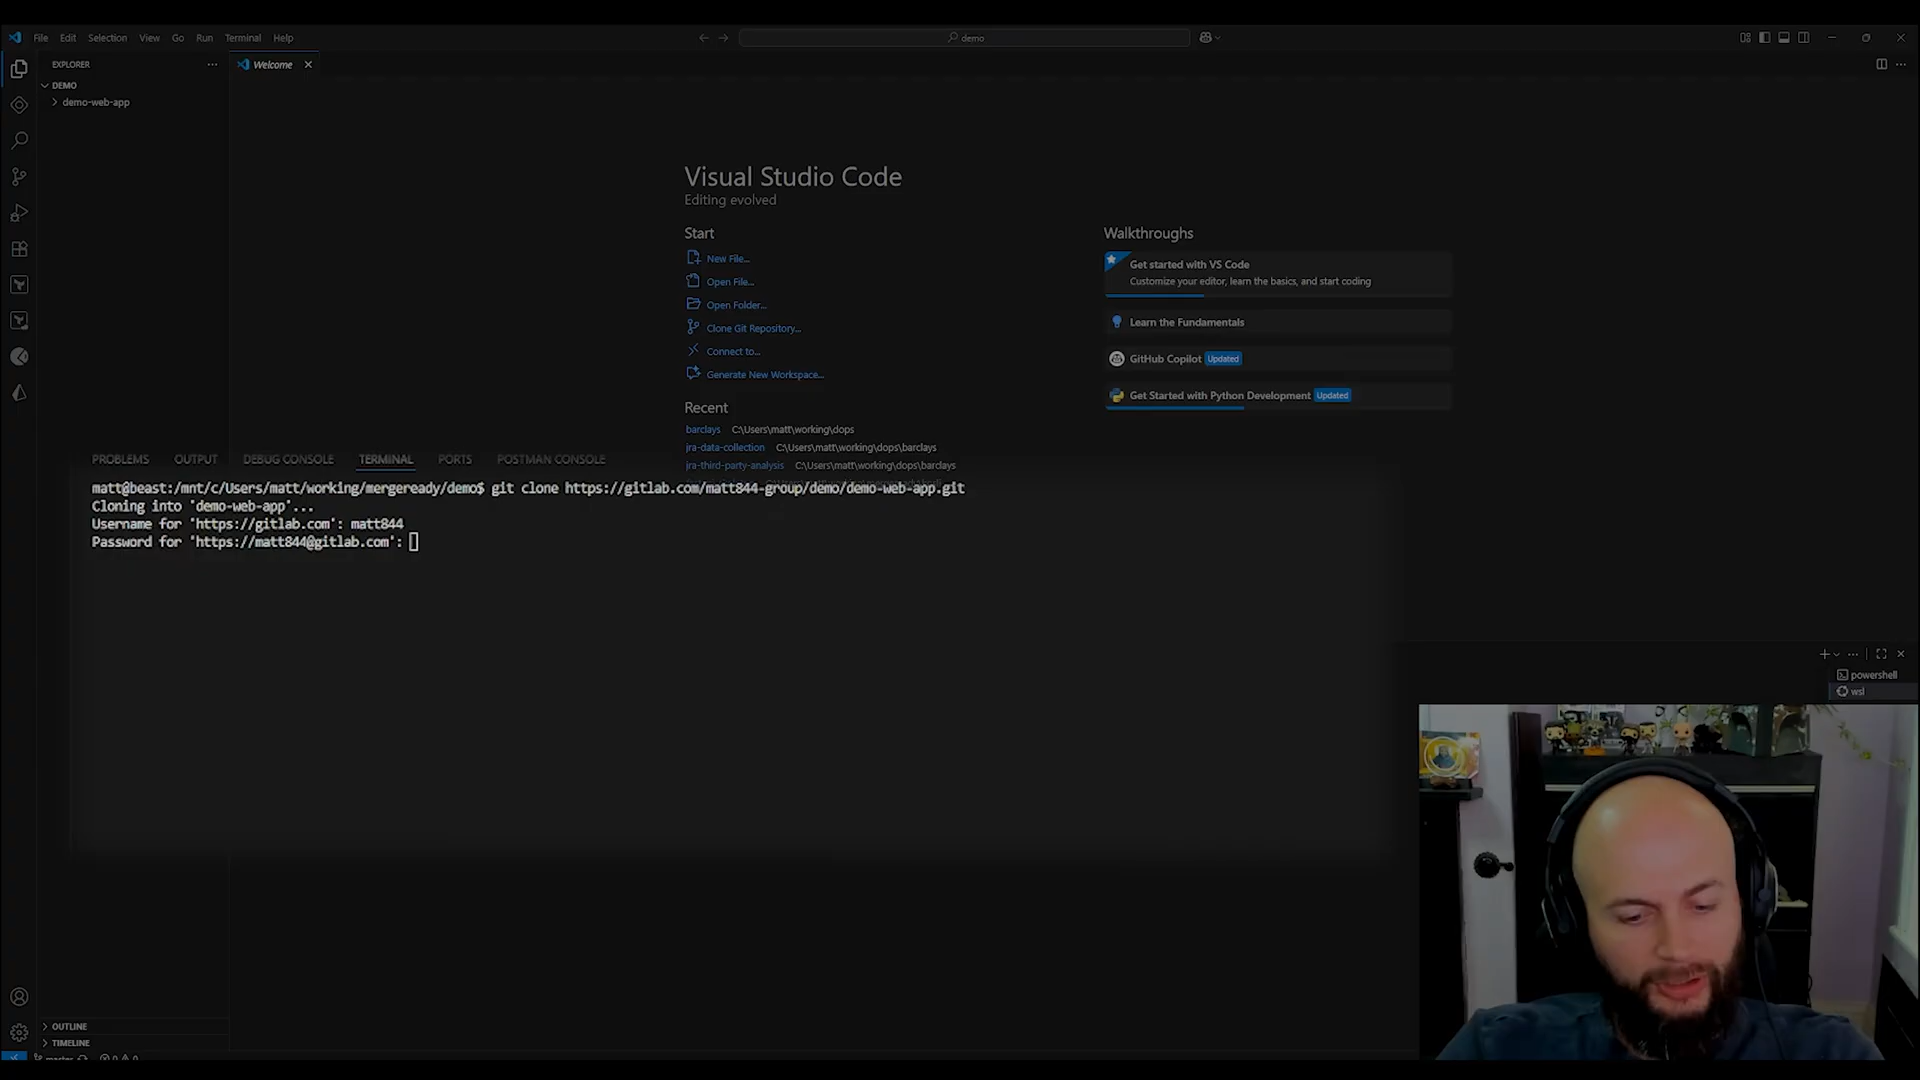 File Edit Selection View Go Run Terminal Help
demo
EXPLORER
Welcome
DEMO
demo-web-app
Visual Studio Code
Editing evolved
Start
New File...
Open File...
Open Folder...
Clone Git Repository...
Connect to...
Generate New Workspace...
Recent
barclays C:\Users\matt\working\dops
jra-data-collection C:\Users\matt\working\dops\barclays
jra-third-party-analysis C:\Users\matt\working\dops\barclays
Walkthroughs
Get started with VS Code
Customize your editor, learn the basics, and start coding
Learn the Fundamentals
GitHub Copilot Updated
Get Started with Python Development Updated
PROBLEMS OUTPUT DEBUG CONSOLE TERMINAL PORTS POSTMAN CONSOLE
matt@beast:/mnt/c/Users/matt/working/mergeready/demo$ git clone https://gitlab.com/matt844-group/demo/demo-web-app.git
Cloning into 'demo-web-app'...
Username for 'https://gitlab.com': matt844
Password for 'https://matt844@gitlab.com':
powershell
wsl
OUTLINE
TIMELINE
master 0 0